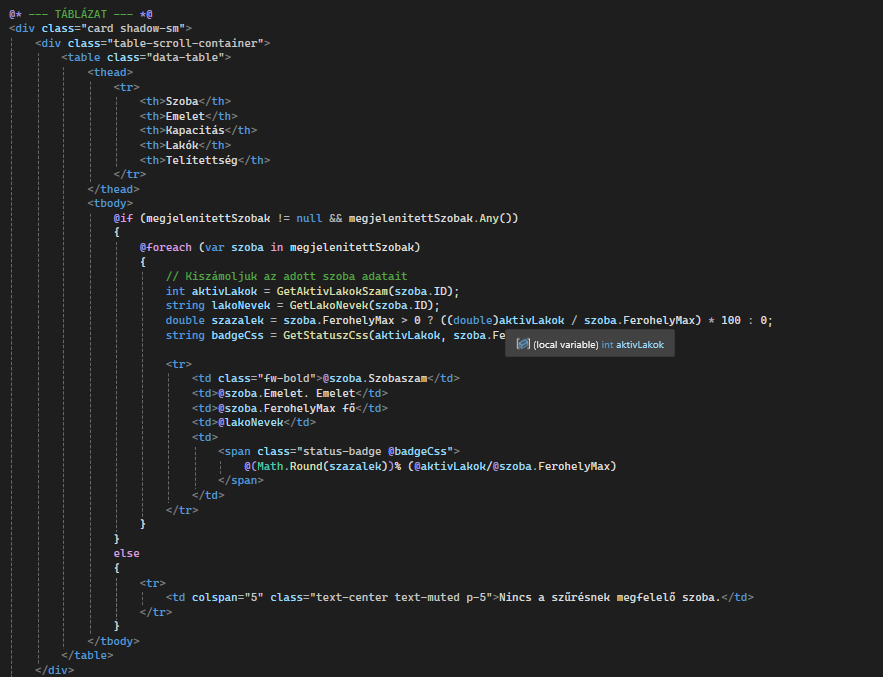 @* --- TÁBLÁZAT --- *@
<div class="card shadow-sm">
<div class="table-scroll-container">
<table class="data-table">
<thead>
<tr>
<th>Szoba</th>
<th>Emelet</th>
<th>Kapacitás</th>
<th>Lakók</th>
<th>Telítettség</th>
</tr>
</thead>
<tbody>
@if (megjelenitettSzobak != null && megjelenitettSzobak.Any())
{
@foreach (var szoba in megjelenitettSzobak)
{
// Kiszámoljuk az adott szoba adatait
int aktivLakok = GetAktivLakokSzam(szoba.ID);
string lakoNevek = GetLakoNevek(szoba.ID);
double szazalek = szoba.FerohelyMax > 0 ? ((double)aktivLakok / szoba.FerohelyMax) * 100 : 0;
string badgeCss = GetStatuszCss(aktivLakok, szoba.Fe
(local variable) int aktivLakok
<tr>
<td class="fw-bold">@szoba.Szobaszam</td>
<td>@szoba.Emelet. Emelet</td>
<td>@szoba.FerohelyMax fő</td>
<td>@lakoNevek</td>
<td>
<span class="status-badge @badgeCss">
@(Math.Round(szazalek))% (@aktivLakok/@szoba.FerohelyMax)
</span>
</td>
</tr>
}
}
else
{
<tr>
<td colspan="5" class="text-center text-muted p-5">Nincs a szűrésnek megfelelő szoba.</td>
</tr>
}
</tbody>
</table>
</div>